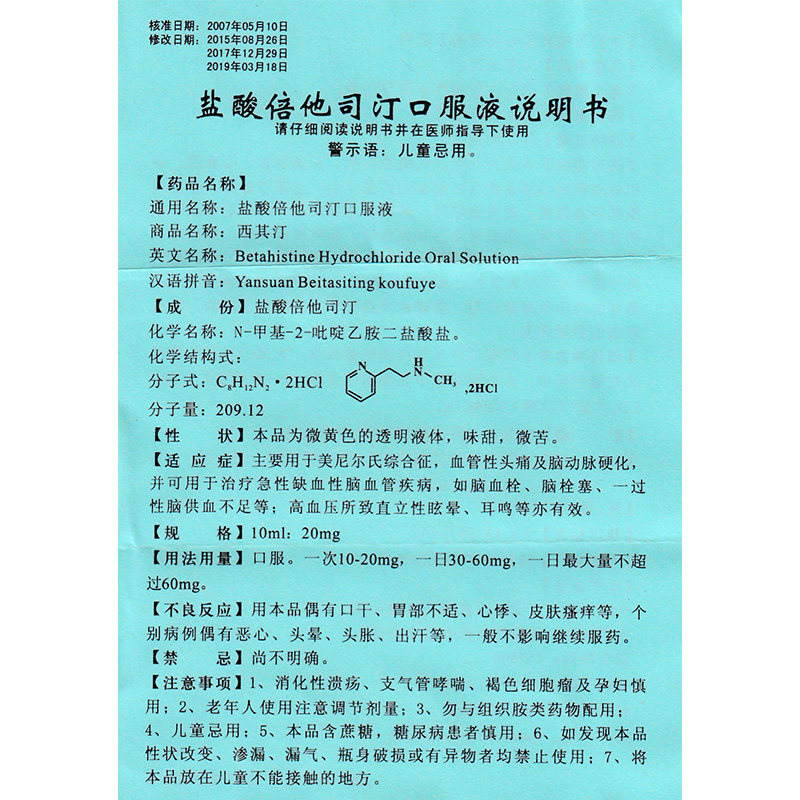 核准日期：2007年05月10日
修改日期：2015年08月26日
2017年12月29日
2019年03月18日
盐酸倍他司汀口服液说明书
请仔细阅读说明书并在医师指导下使用
警示语：儿童忌用。
【药品名称】
通用名称：盐酸倍他司汀口服液
商品名称：西其汀
英文名称：Betahistine Hydrochloride Oral Solution
汉语拼音：Yansuan Beitasiting koufuye
【成　份】盐酸倍他司汀
化学名称：N-甲基-2-吡啶乙胺二盐酸盐。
化学结构式：
分子式：C₈H₁₂N₂·2HCl
N
H
N
CH₃
,2HCl
分子量：209.12
【性　状】本品为微黄色的透明液体，味甜，微苦。
【适应症】主要用于美尼尔氏综合征，血管性头痛及脑动脉硬化，
并可用于治疗急性缺血性脑血管疾病，如脑血栓、脑栓塞、一过
性脑供血不足等；高血压所致直立性眩晕、耳鸣等亦有效。
【规　格】10ml：20mg
【用法用量】口服。一次10-20mg，一日30-60mg，一日最大量不超
过60mg。
【不良反应】用本品偶有口干、胃部不适、心悸、皮肤瘙痒等，个
别病例偶有恶心、头晕、头胀、出汗等，一般不影响继续服药。
【禁　忌】尚不明确。
【注意事项】1、消化性溃疡、支气管哮喘、褐色细胞瘤及孕妇慎
用；2、老年人使用注意调节剂量；3、勿与组织胺类药物配用；
4、儿童忌用；5、本品含蔗糖，糖尿病患者慎用；6、如发现本品
性状改变、渗漏、漏气、瓶身破损或有异物者均禁止使用；7、将
本品放在儿童不能接触的地方。